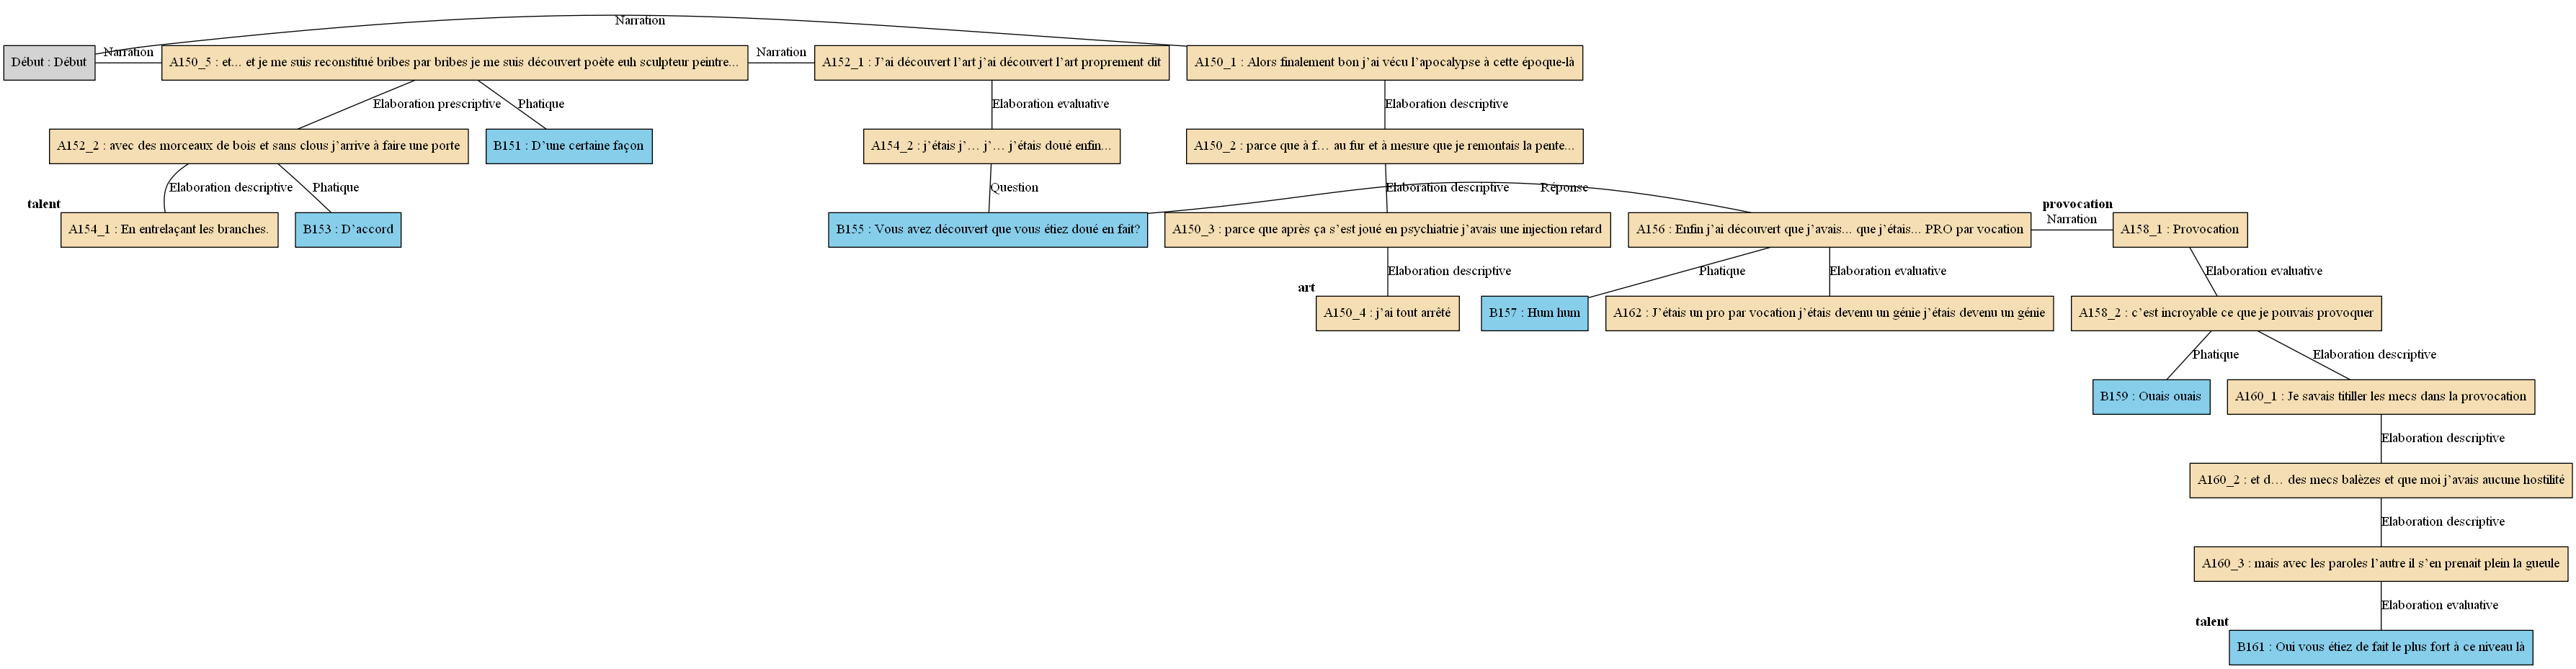 Narration
Début : Début
Narration
A150_5 : et... et je me suis reconstitué bribes par bribes je me suis découvert poète euh sculpteur peintre...
Narration
A152_1 : J’ai découvert l’art j’ai découvert l’art proprement dit
A150_1 : Alors finalement bon j’ai vécu l’apocalypse à cette époque-là
Elaboration prescriptive
Phatique
Elaboration evaluative
Elaboration descriptive
A152_2 : avec des morceaux de bois et sans clous j’arrive à faire une porte
B151 : D’une certaine façon
A154_2 : j’étais j’… j’… j’étais doué enfin...
A150_2 : parce que à f… au fur et à mesure que je remontais la pente...
Elaboration descriptive
Phatique
Question
Elaboration descriptive
Réponse
talent
A154_1 : En entrelaçant les branches.
B153 : D’accord
B155 : Vous avez découvert que vous étiez doué en fait?
A150_3 : parce que après ça s’est joué en psychiatrie j’avais une injection retard
A156 : Enfin j’ai découvert que j’avais... que j’étais... PRO par vocation
provocation
Narration
A158_1 : Provocation
Elaboration descriptive
Phatique
Elaboration evaluative
Elaboration evaluative
art
A150_4 : j’ai tout arrêté
B157 : Hum hum
A162 : J’étais un pro par vocation j’étais devenu un génie j’étais devenu un génie
A158_2 : c’est incroyable ce que je pouvais provoquer
Phatique
Elaboration descriptive
B159 : Ouais ouais
A160_1 : Je savais titiller les mecs dans la provocation
Elaboration descriptive
A160_2 : et d… des mecs balèzes et que moi j’avais aucune hostilité
Elaboration descriptive
A160_3 : mais avec les paroles l’autre il s’en prenait plein la gueule
Elaboration evaluative
talent
B161 : Oui vous étiez de fait le plus fort à ce niveau là